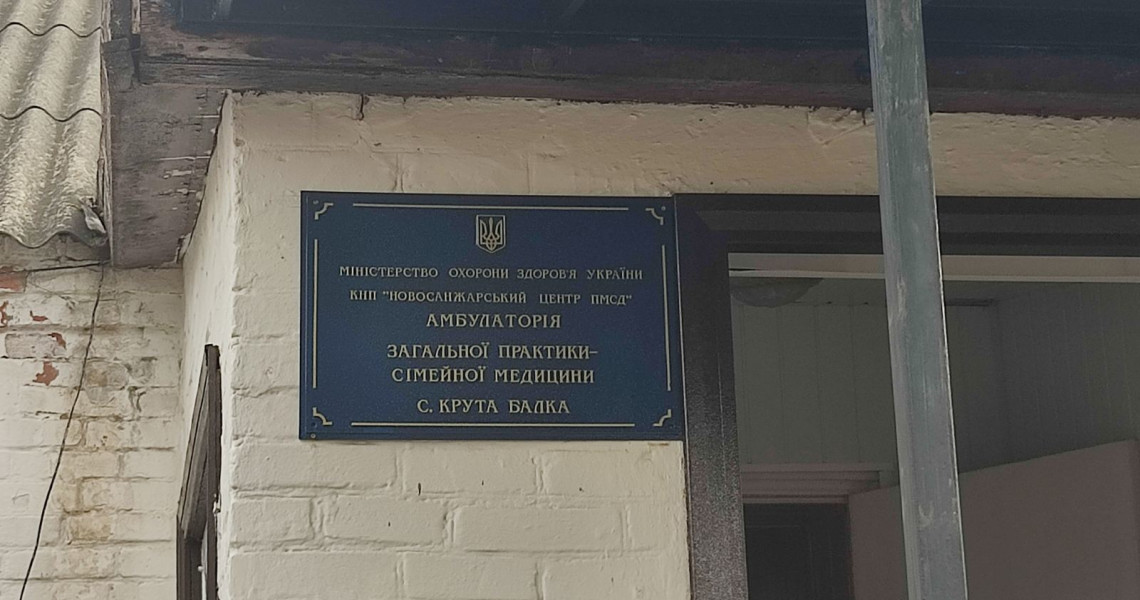 МІНІСТЕРСТВО ОХОРОНИ ЗДОРОВ'Я УКРАЇНИ
КНП "НОВОСАНЖАРСЬКИЙ ЦЕНТР ПМСД"
АМБУЛАТОРІЯ
ЗАГАЛЬНОЇ ПРАКТИКИ–
СІМЕЙНОЇ МЕДИЦИНИ
С. КРУТА БАЛКА